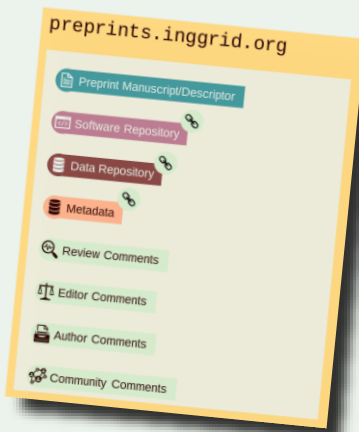 preprints.inggrid.org
Preprint Manuscript/Descriptor
Software Repository
Data Repository
Metadata
Review Comments
Editor Comments
Author Comments
Community Comments